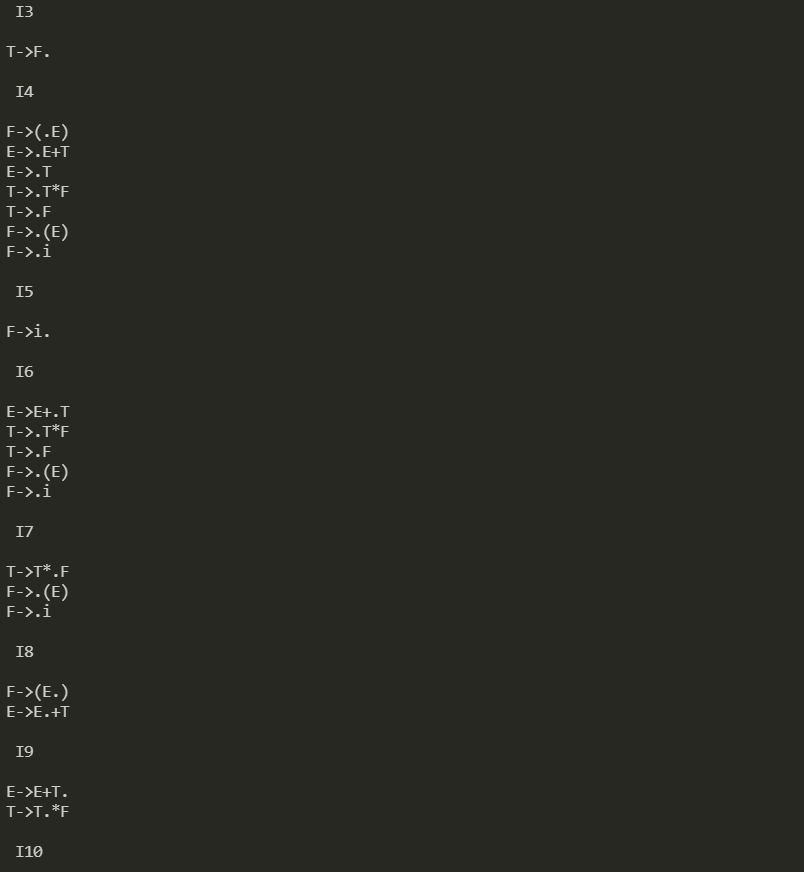 I3
T->F.
I4
F->(.E)
E->.E+T
E->.T
T->.T*F
T->.F
F->.(E)
F->.i
I5
F->i.
I6
E->E+.T
T->.T*F
T->.F
F->.(E)
F->.i
I7
T->T*.F
F->.(E)
F->.i
I8
F->(E.)
E->E.+T
I9
E->E+T.
T->T.*F
I10